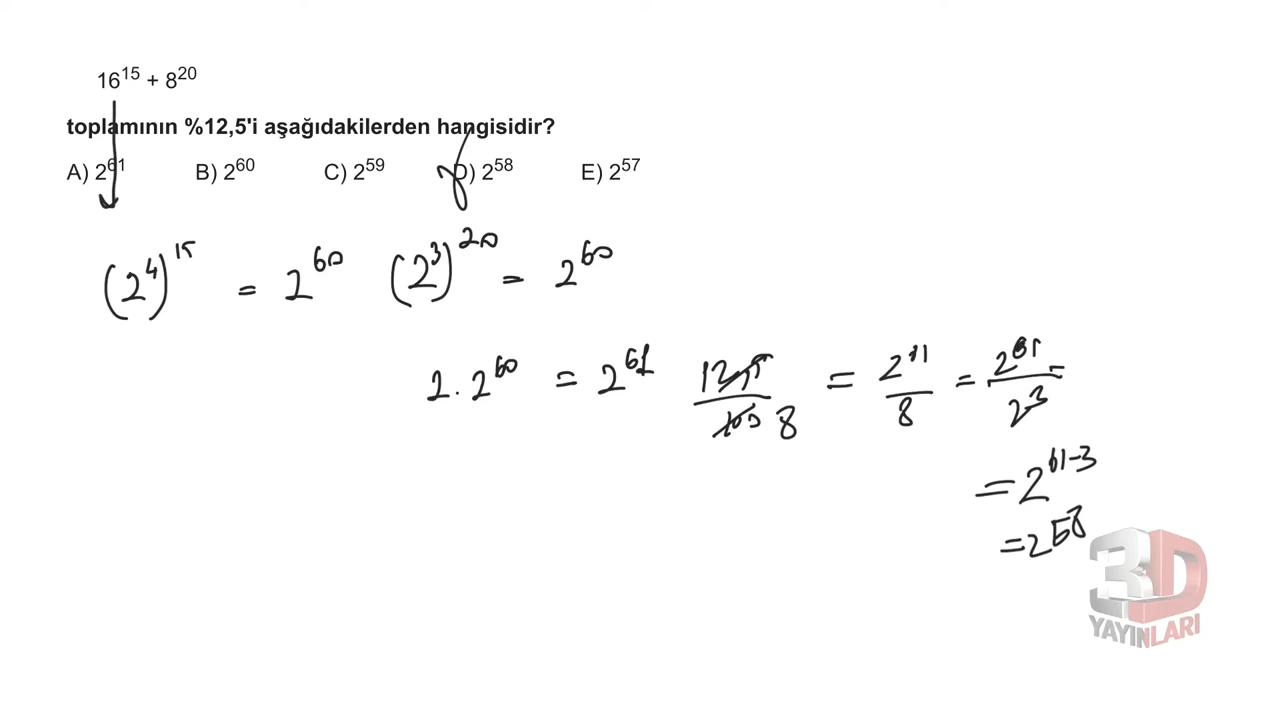 16¹⁵ + 8²⁰
toplamının %12,5'i aşağıdakilerden hangisidir?
A) 2⁶¹ B) 2⁶⁰ C) 2⁵⁹ D) 2⁵⁸ E) 2⁵⁷
(2⁴)¹⁵ = 2⁶⁰ (2³)²⁰ = 2⁶⁰
2 . 2⁶⁰ = 2⁶¹ 12,5/100 8 = 2⁶¹/8 = 2⁶¹/2³ =
= 2⁶¹⁻³
= 2⁵⁸
3D
YAYINLARI